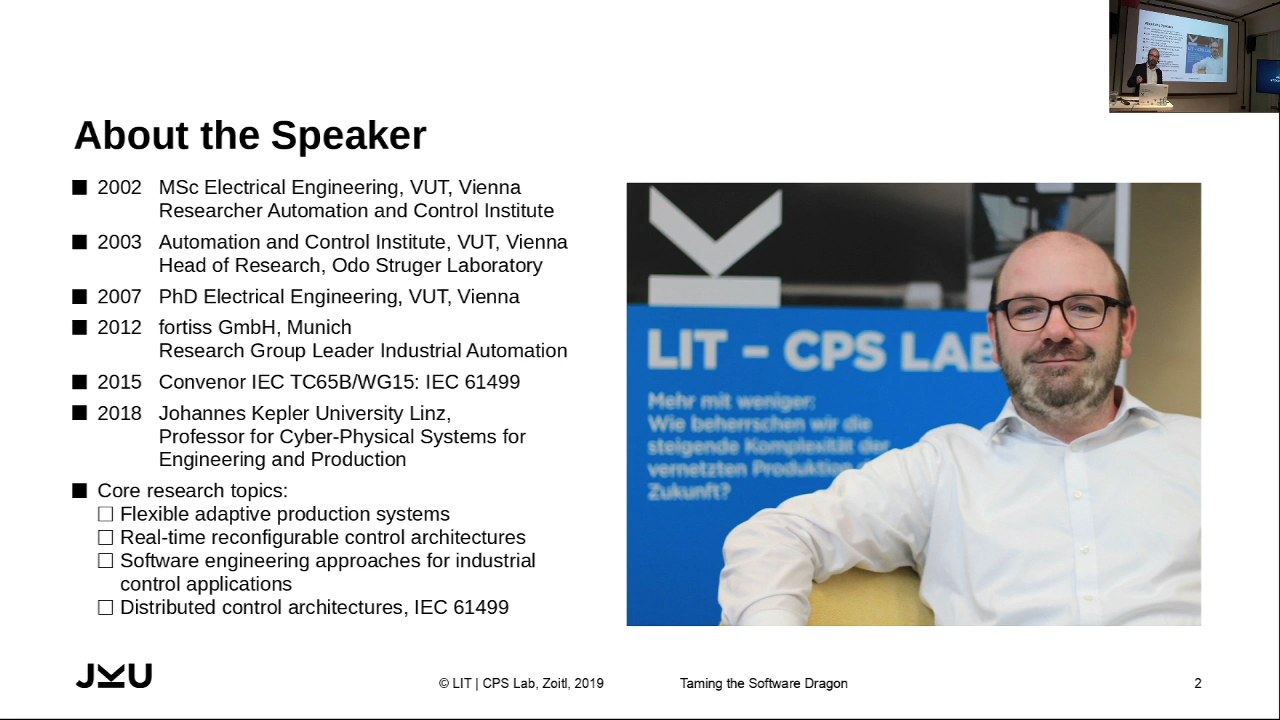 About the Speaker
2002 MSc Electrical Engineering, VUT, Vienna
Researcher Automation and Control Institute
2003 Automation and Control Institute, VUT, Vienna
Head of Research, Odo Struger Laboratory
2007 PhD Electrical Engineering, VUT, Vienna
2012 fortiss GmbH, Munich
Research Group Leader Industrial Automation
2015 Convenor IEC TC65B/WG15: IEC 61499
2018 Johannes Kepler University Linz,
Professor for Cyber-Physical Systems for
Engineering and Production
Core research topics:
Flexible adaptive production systems
Real-time reconfigurable control architectures
Software engineering approaches for industrial
control applications
Distributed control architectures, IEC 61499
LIT – CPS LAB
Mehr mit weniger:
Wie beherrschen wir die
steigende Komplexität der
vernetzten Produktion
Zukunft?
JKU
© LIT | CPS Lab, Zoitl, 2019
Taming the Software Dragon
2